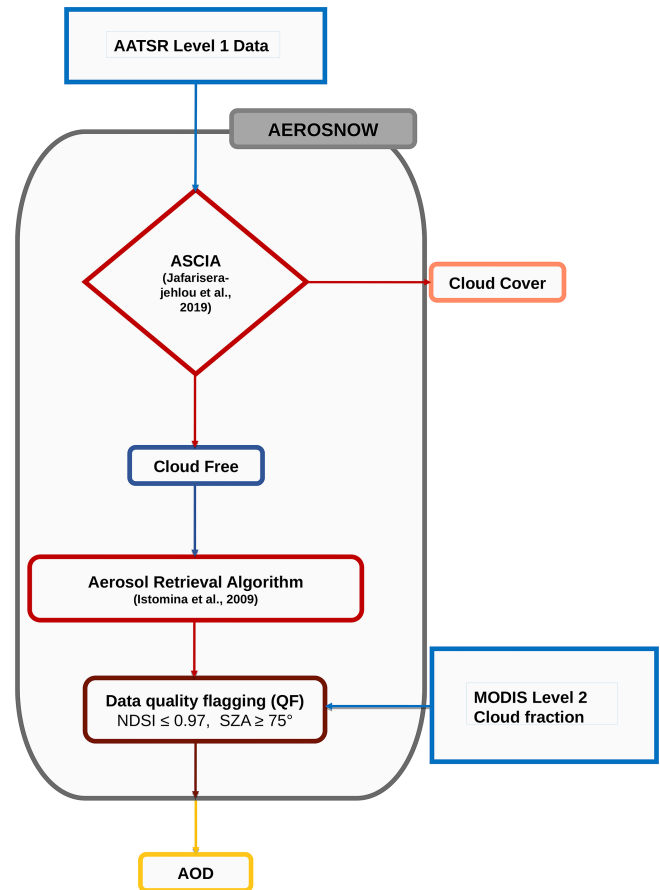 AATSR Level 1 Data
AEROSNOW
ASCIA
(Jafarisera-
jehlou et al.,
2019)
Cloud Cover
Cloud Free
Aerosol Retrieval Algorithm
(Istomina et al., 2009)
Data quality flagging (QF)
NDSI ≤ 0.97, SZA ≥ 75°
MODIS Level 2
Cloud fraction
AOD